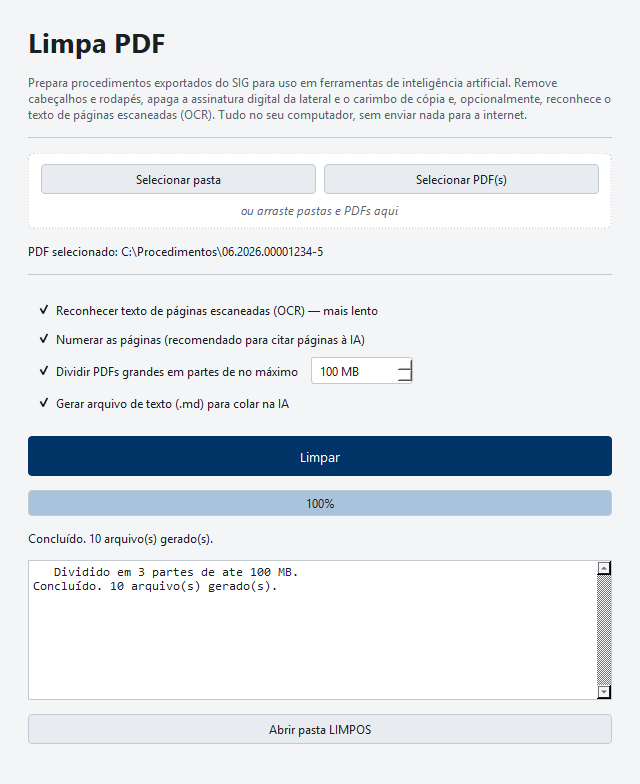 Limpa PDF
Prepara procedimentos exportados do SIG para uso em ferramentas de inteligência artificial. Remove
cabeçalhos e rodapés, apaga a assinatura digital da lateral e o carimbo de cópia e, opcionalmente, reconhece o
texto de páginas escaneadas (OCR). Tudo no seu computador, sem enviar nada para a internet.
Selecionar pasta
Selecionar PDF(s)
ou arraste pastas e PDFs aqui
PDF selecionado: C:\Procedimentos\06.2026.00001234-5
Reconhecer texto de páginas escaneadas (OCR) — mais lento
Numerar as páginas (recomendado para citar páginas à IA)
Dividir PDFs grandes em partes de no máximo 100 MB
Gerar arquivo de texto (.md) para colar na IA
Limpar
100%
Concluído. 10 arquivo(s) gerado(s).
Dividido em 3 partes de ate 100 MB.
Concluído. 10 arquivo(s) gerado(s).
Abrir pasta LIMPOS